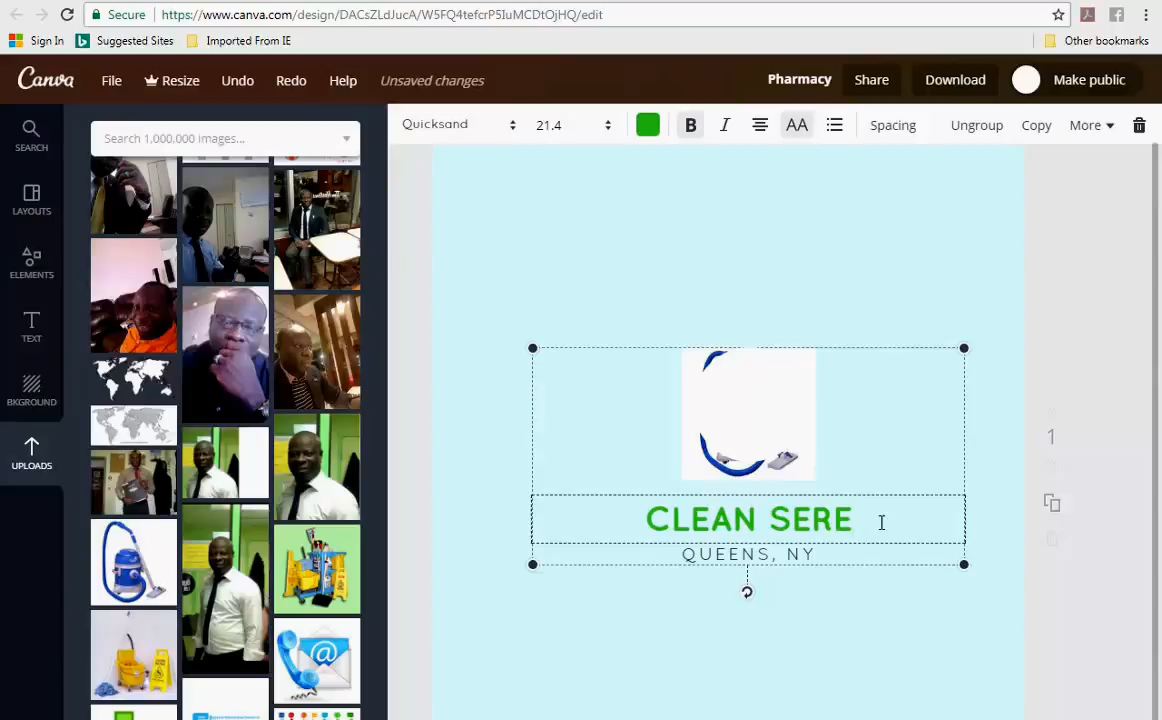 Secure https://www.canva.com/design/DACsZLdJucA/W5FQ4tefcrP5IuMCDtOjHQ/edit
Sign In Suggested Sites Imported From IE Other bookmarks
Canva File Resize Undo Redo Help Unsaved changes Pharmacy Share Download Make public
Quicksand 21.4 B I AA Spacing Ungroup Copy More
Search 1,000,000 images...
SEARCH
LAYOUTS
ELEMENTS
T
TEXT
BKGROUND
UPLOADS
1
CLEAN SERE
QUEENS, NY
@